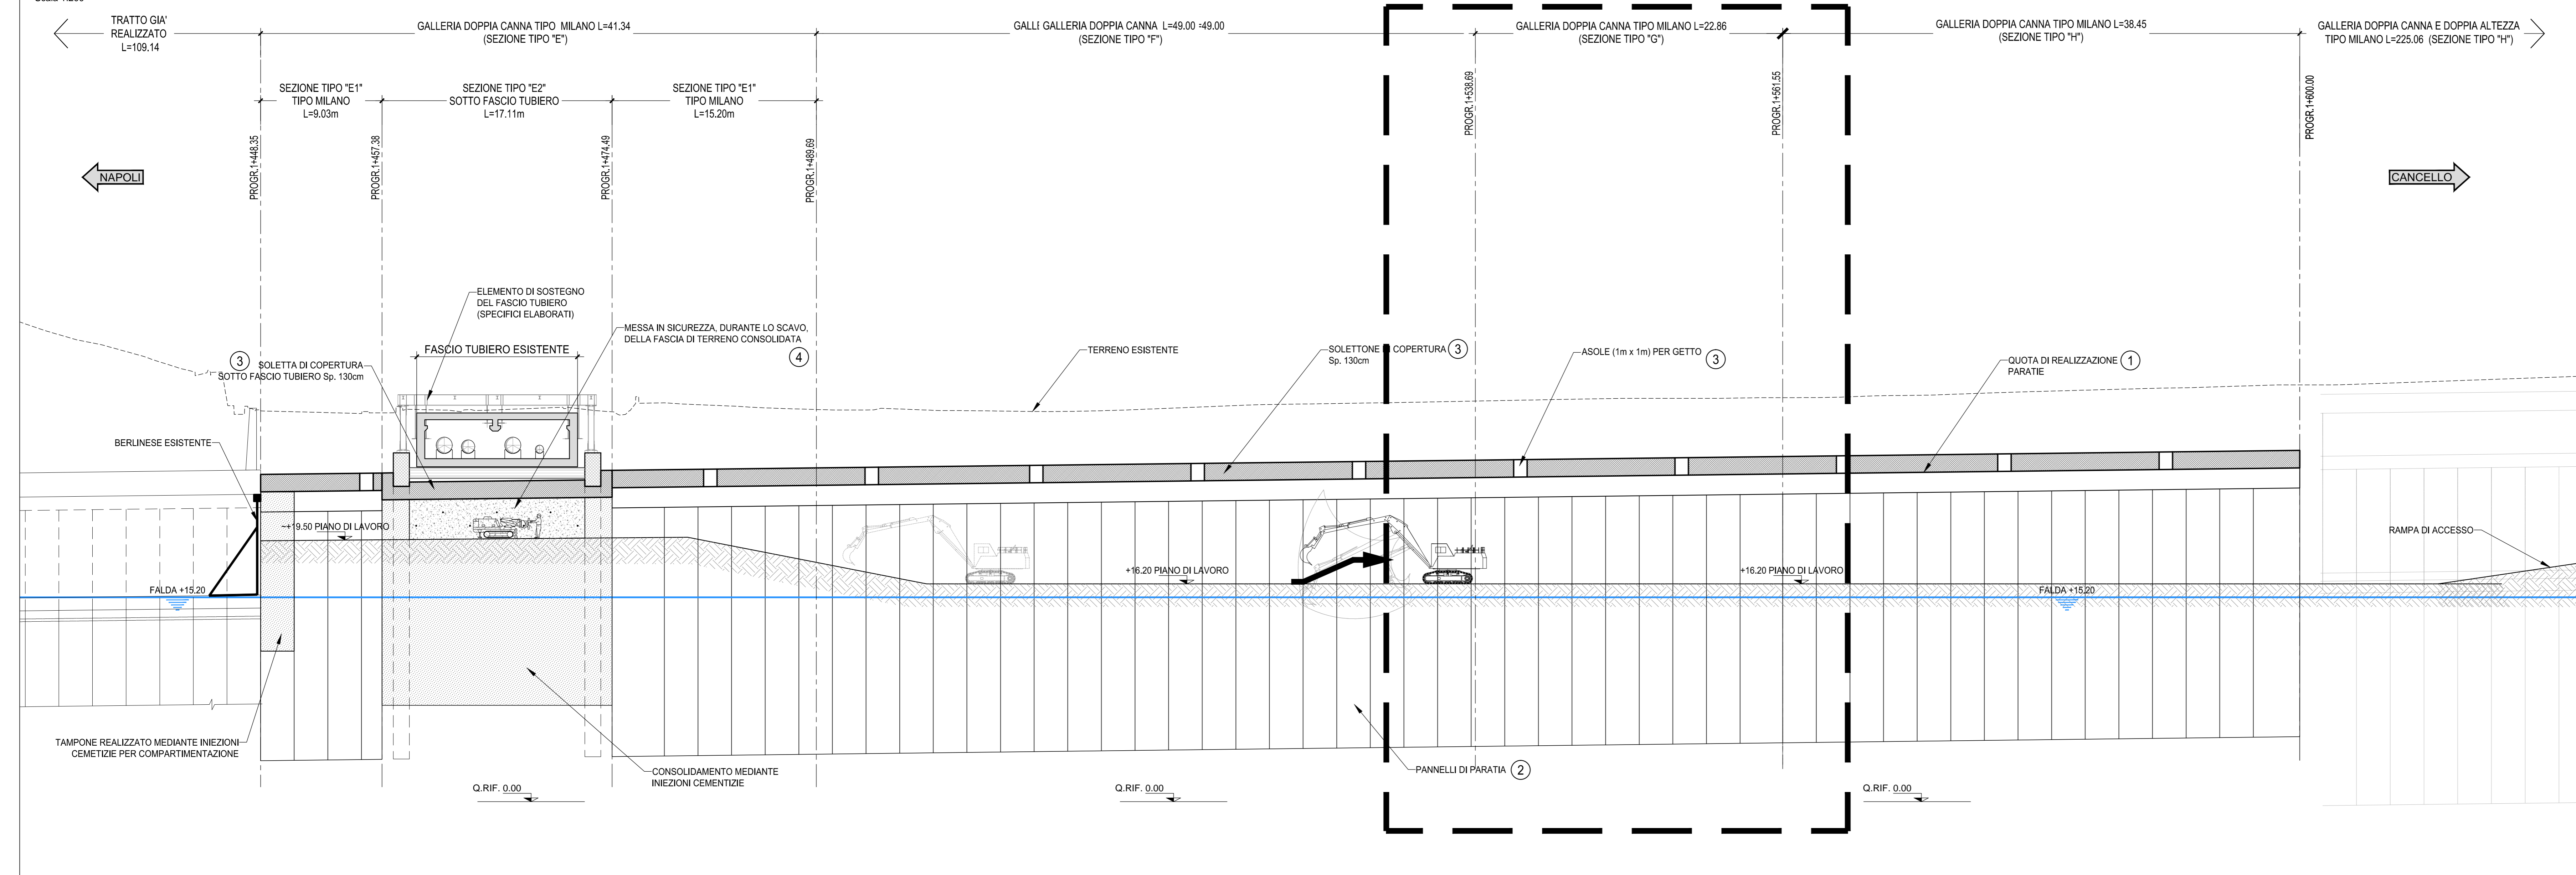 TRATTO GIA'
REALIZZATO
L=109.14
GALLERIA DOPPIA CANNA TIPO MILANO L=41.34
(SEZIONE TIPO "E")
GALLERIA DOPPIA CANNA L=49.00
(SEZIONE TIPO "F")
GALLERIA DOPPIA CANNA TIPO MILANO L=22.86
(SEZIONE TIPO "G")
GALLERIA DOPPIA CANNA TIPO MILANO L=38.45
(SEZIONE TIPO "H")
GALLERIA DOPPIA CANNA E DOPPIA ALTEZZA
TIPO MILANO L=225.06 (SEZIONE TIPO "H")
SEZIONE TIPO "E1"
TIPO MILANO
L=9.03m
SEZIONE TIPO "E2"
SOTTO FASCIO TUBIERO
L=17.11m
SEZIONE TIPO "E1"
TIPO MILANO
L=15.20m
PROGR.1+448.35
PROGR.1+457.38
PROGR.1+474.49
PROGR.1+489.69
PROGR.1+538.69
PROGR.1+561.55
PROGR.1+600.00
NAPOLI
CANCELLO
ELEMENTO DI SOSTEGNO
DEL FASCIO TUBIERO
(SPECIFICI ELABORATI)
MESSA IN SICUREZZA, DURANTE LO SCAVO,
DELLA FASCIA DI TERRENO CONSOLIDATA
4
FASCIO TUBIERO ESISTENTE
3
SOLETTA DI COPERTURA
SOTTO FASCIO TUBIERO Sp. 130cm
TERRENO ESISTENTE
SOLETTONE DI COPERTURA 3
Sp. 130cm
ASOLE (1m x 1m) PER GETTO 3
QUOTA DI REALIZZAZIONE 1
PARATIE
BERLINESE ESISTENTE
~+19.50 PIANO DI LAVORO
+16.20 PIANO DI LAVORO
+16.20 PIANO DI LAVORO
RAMPA DI ACCESSO
FALDA +15.20
FALDA +15.20
TAMPONE REALIZZATO MEDIANTE INIEZIONI
CEMETIZIE PER COMPARTIMENTAZIONE
CONSOLIDAMENTO MEDIANTE
INIEZIONI CEMENTIZIE
PANNELLI DI PARATIA 2
Q.RIF. 0.00
Q.RIF. 0.00
Q.RIF. 0.00